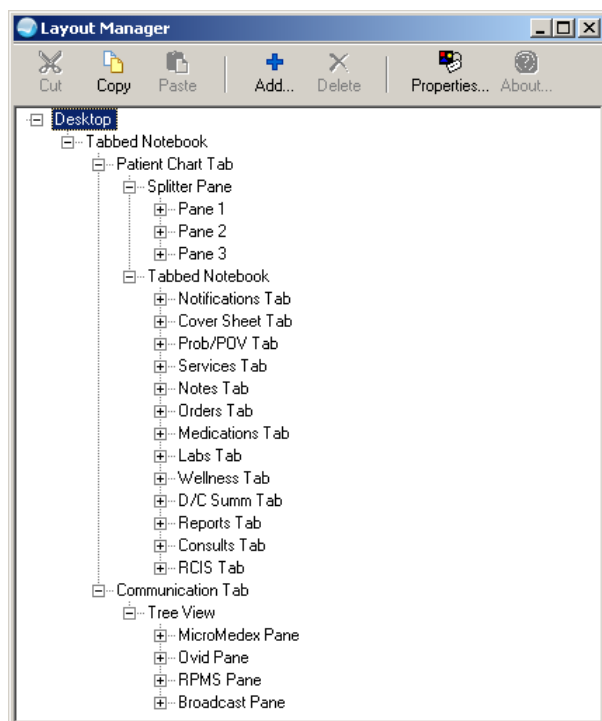 Layout Manager
Cut Copy Paste Add... Delete Properties... About...
Desktop
Tabbed Notebook
Patient Chart Tab
Splitter Pane
Pane 1
Pane 2
Pane 3
Tabbed Notebook
Notifications Tab
Cover Sheet Tab
Prob/POV Tab
Services Tab
Notes Tab
Orders Tab
Medications Tab
Labs Tab
Wellness Tab
D/C Summ Tab
Reports Tab
Consults Tab
RCIS Tab
Communication Tab
Tree View
MicroMedex Pane
Ovid Pane
RPMS Pane
Broadcast Pane